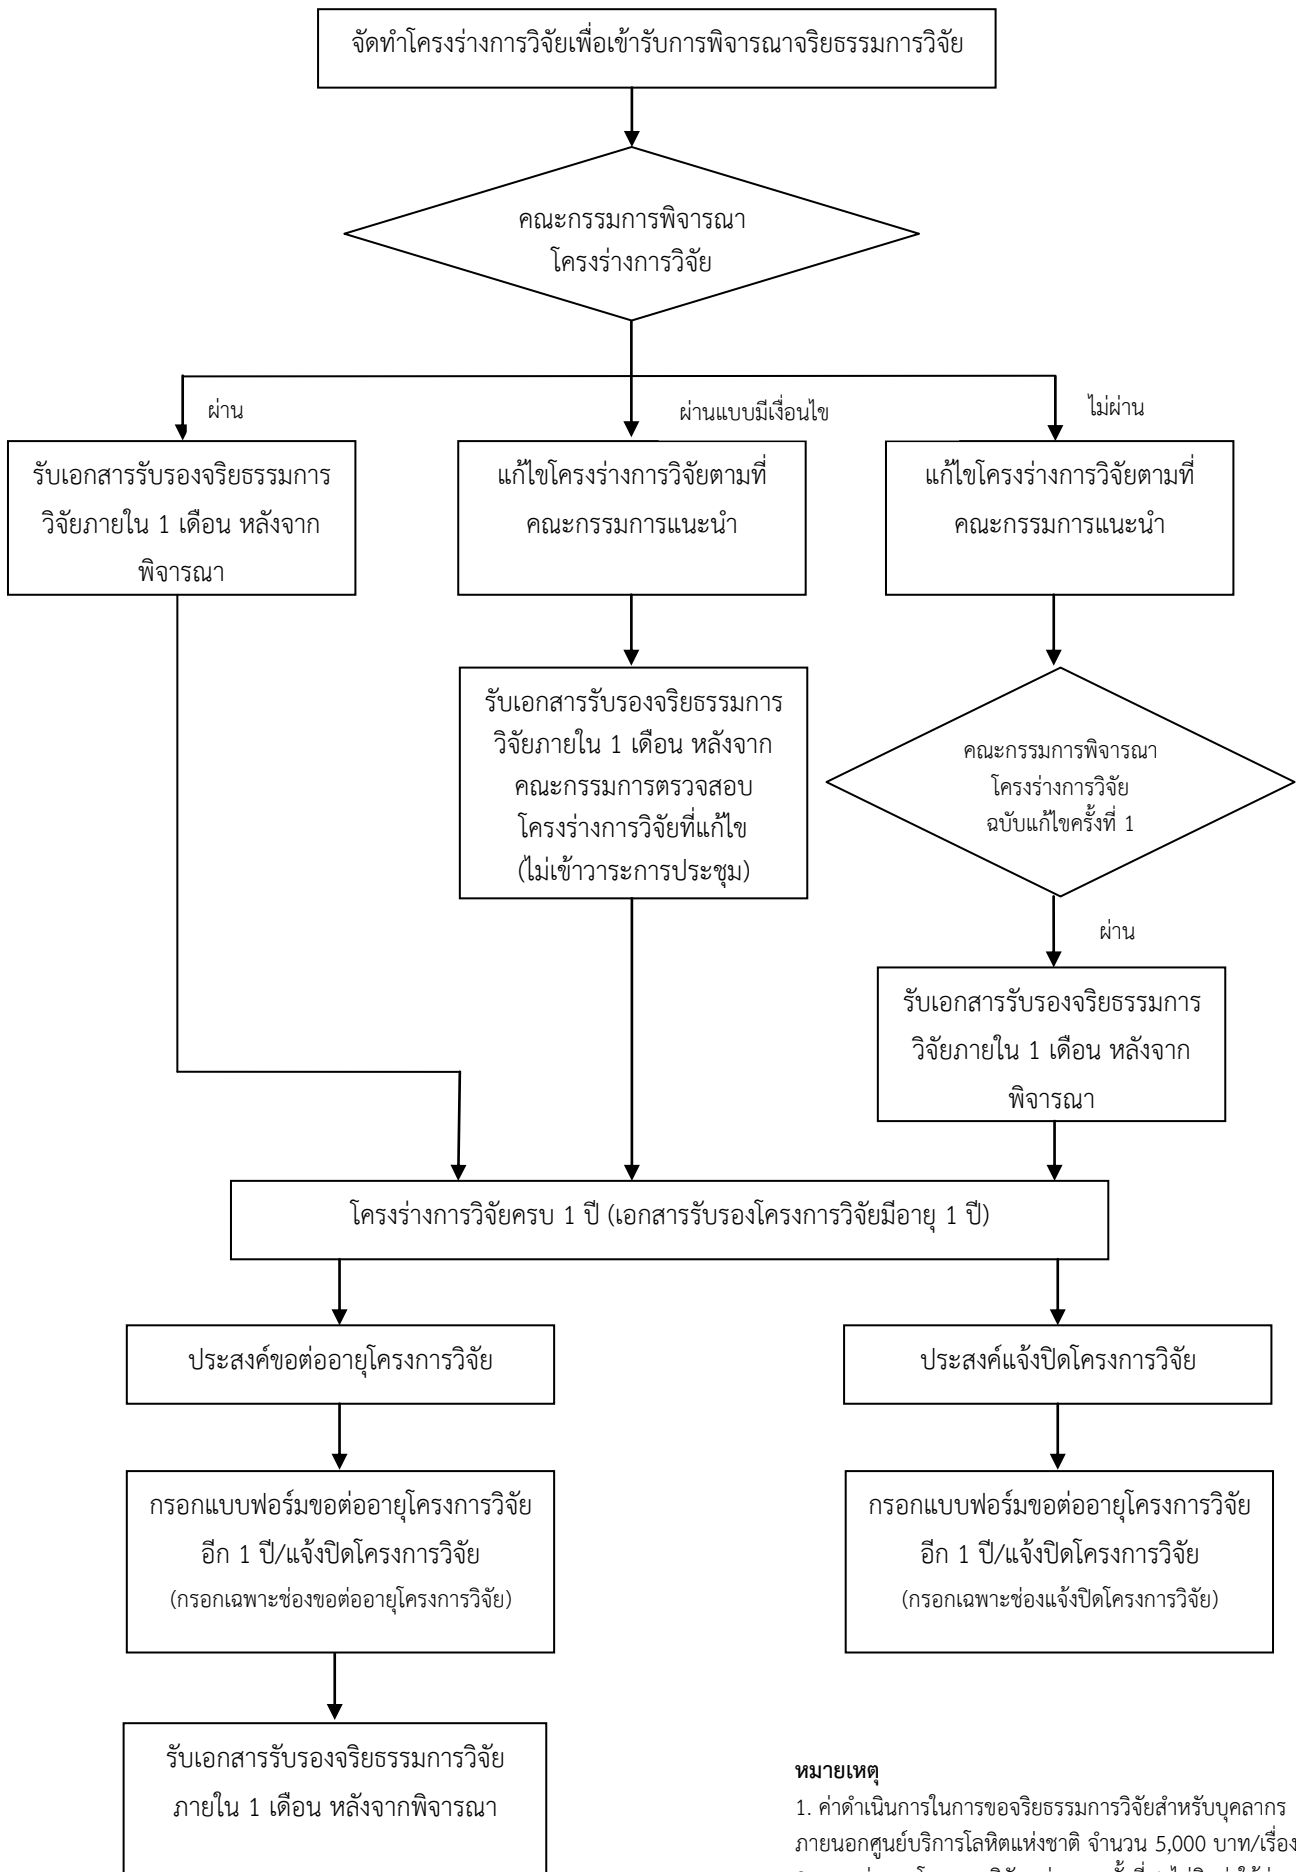 จัดทำโครงร่างการวิจัยเพื่อเข้ารับการพิจารณาจริยธรรมการวิจัย
คณะกรรมการพิจารณา
โครงร่างการวิจัย
ผ่าน
ผ่านแบบมีเงื่อนไข
ไม่ผ่าน
รับเอกสารรับรองจริยธรรมการ
วิจัยภายใน 1 เดือน หลังจาก
พิจารณา
แก้ไขโครงร่างการวิจัยตามที่
คณะกรรมการแนะนำ
แก้ไขโครงร่างการวิจัยตามที่
คณะกรรมการแนะนำ
รับเอกสารรับรองจริยธรรมการ
วิจัยภายใน 1 เดือน หลังจาก
คณะกรรมการตรวจสอบ
โครงร่างการวิจัยที่แก้ไข
(ไม่เข้าวาระการประชุม)
คณะกรรมการพิจารณา
โครงร่างการวิจัย
ฉบับแก้ไขครั้งที่ 1
ผ่าน
รับเอกสารรับรองจริยธรรมการ
วิจัยภายใน 1 เดือน หลังจาก
พิจารณา
โครงร่างการวิจัยครบ 1 ปี (เอกสารรับรองโครงการวิจัยมีอายุ 1 ปี)
ประสงค์ขอต่ออายุโครงการวิจัย
ประสงค์แจ้งปิดโครงการวิจัย
กรอกแบบฟอร์มขอต่ออายุโครงการวิจัย
อีก 1 ปี/แจ้งปิดโครงการวิจัย
(กรอกเฉพาะช่องขอต่ออายุโครงการวิจัย)
กรอกแบบฟอร์มขอต่ออายุโครงการวิจัย
อีก 1 ปี/แจ้งปิดโครงการวิจัย
(กรอกเฉพาะช่องแจ้งปิดโครงการวิจัย)
รับเอกสารรับรองจริยธรรมการวิจัย
ภายใน 1 เดือน หลังจากพิจารณา
หมายเหตุ
1. ค่าดำเนินการในการขอจริยธรรมการวิจัยสำหรับบุคลากร
ภายนอกศูนย์บริการโลหิตแห่งชาติ จำนวน 5,000 บาท/เรื่อง